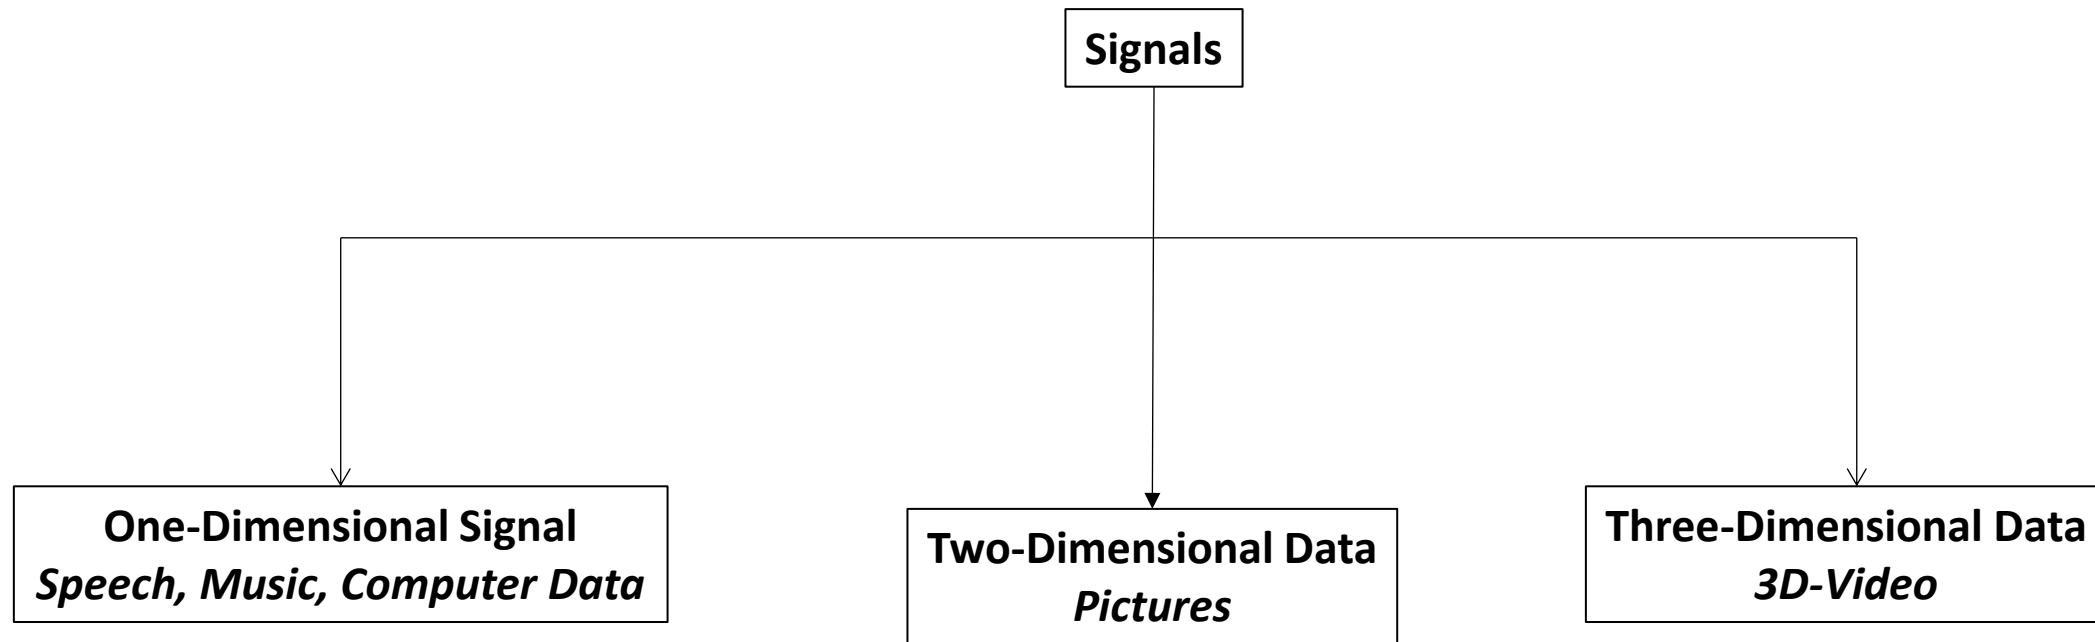 Signals
One-Dimensional Signal
Speech, Music, Computer Data
Two-Dimensional Data
Pictures
Three-Dimensional Data
3D-Video